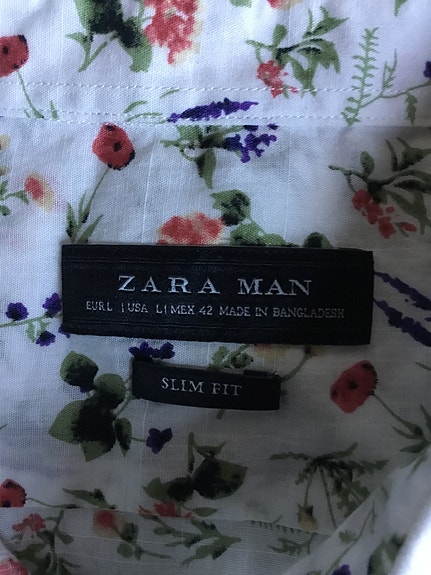 ZARA MAN
EUR L | USA L | MEX 42 MADE IN BANGLADESH
SLIM FIT